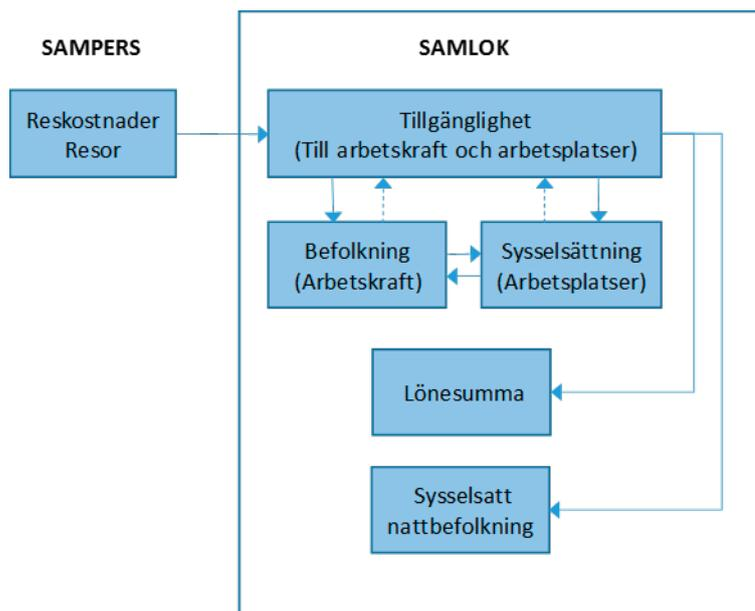 SAMPERS
SAMLOK
Reskostnader
Resor
Tillgänglighet
(Till arbetskraft och arbetsplatser)
Befolkning
(Arbetskraft)
Sysselsättning
(Arbetsplatser)
Lönesumma
Sysselsatt
nattbefolkning